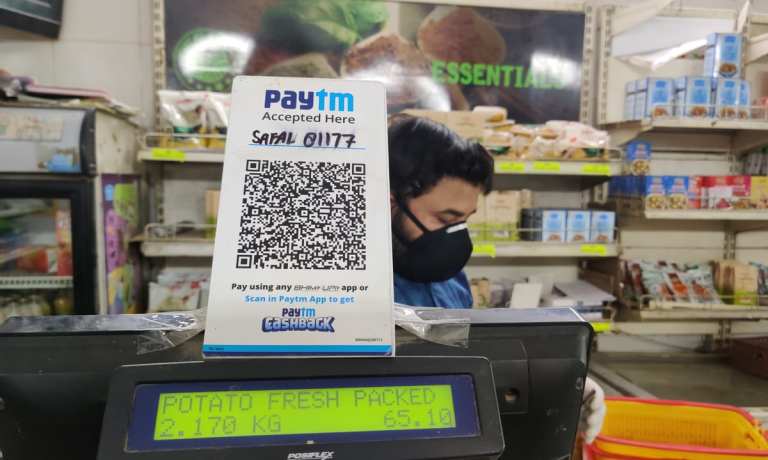 ESSENTIALS
paytm
Accepted Here
SAFAL 01177
Pay using any BHIM UPI app or
Scan in Paytm App to get
PAYTM
CASHBACK
POTATO FRESH PACKED
2.170 KG 65.10
POSIFLEX